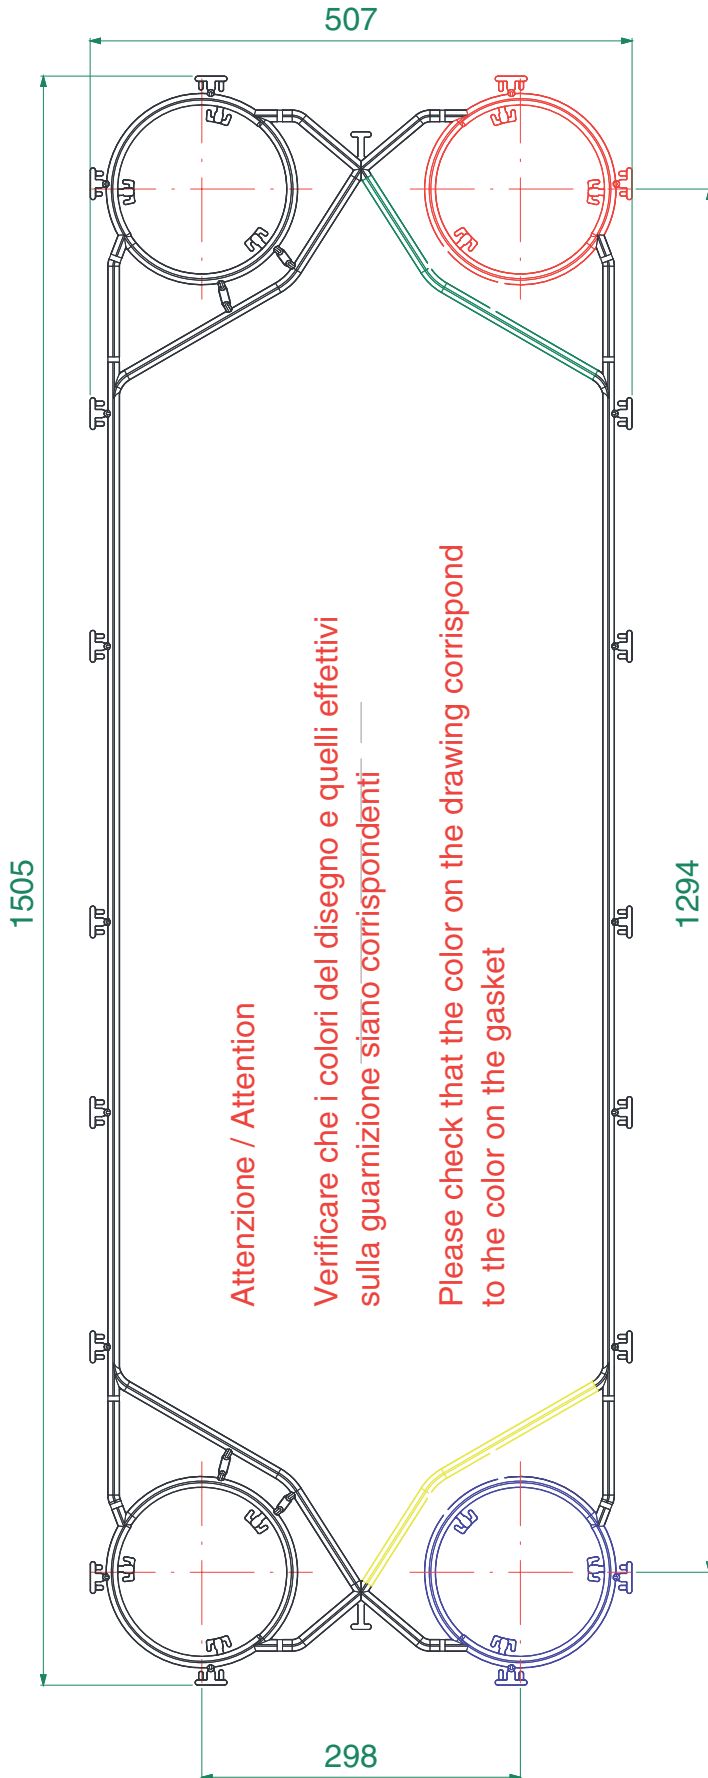 507
1505
1294
Attenzione / Attention
Verificare che i colori del disegno e quelli effettivi
sulla guarnizione siano corrispondenti
Please check that the color on the drawing corrispond
to the color on the gasket
298